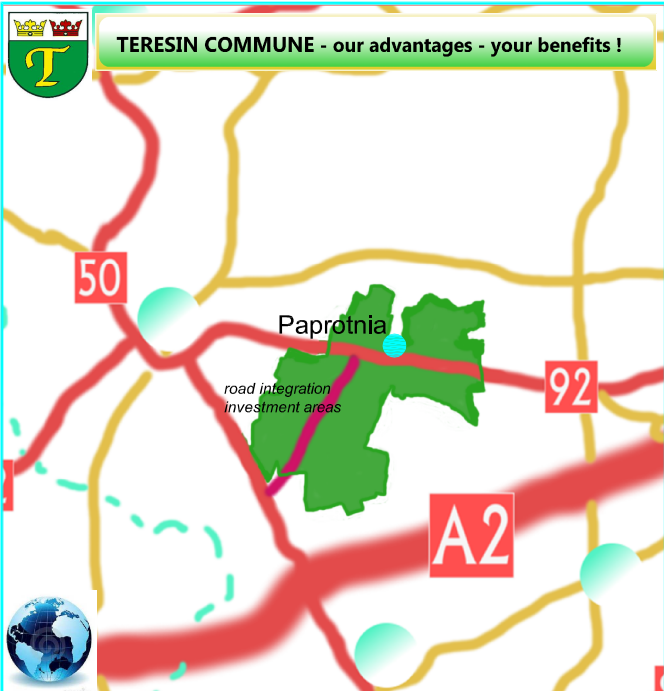 T
TERESIN COMMUNE - our advantages - your benefits !
50
Paprotnia
92
road integration
investment areas
A2